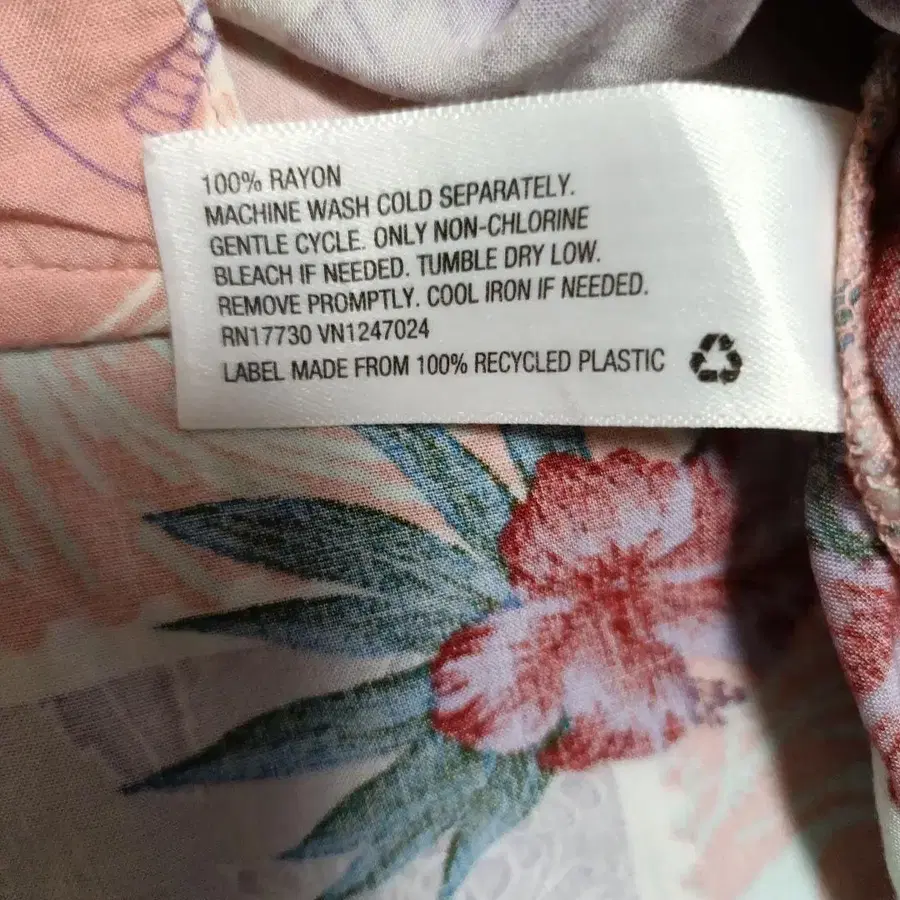 100% RAYON
MACHINE WASH COLD SEPARATELY.
GENTLE CYCLE. ONLY NON-CHLORINE
BLEACH IF NEEDED. TUMBLE DRY LOW.
REMOVE PROMPTLY. COOL IRON IF NEEDED.
RN17730 VN1247024
LABEL MADE FROM 100% RECYCLED PLASTIC